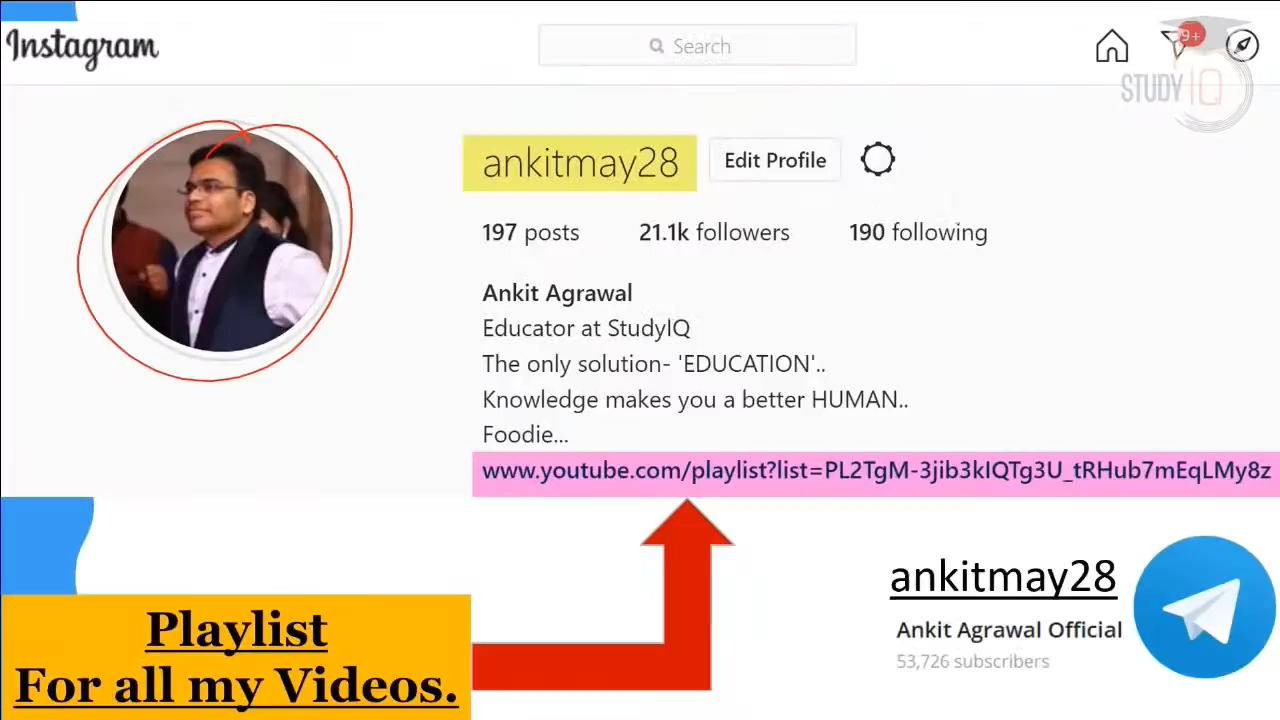 Instagram
Search
9+
STUDY IQ
ankitmay28
Edit Profile
197 posts 21.1k followers 190 following
Ankit Agrawal
Educator at StudyIQ
The only solution- 'EDUCATION'..
Knowledge makes you a better HUMAN..
Foodie...
www.youtube.com/playlist?list=PL2TgM-3jib3kIQTg3U_tRHub7mEqLMy8z
Playlist
For all my Videos.
ankitmay28
Ankit Agrawal Official
53,726 subscribers